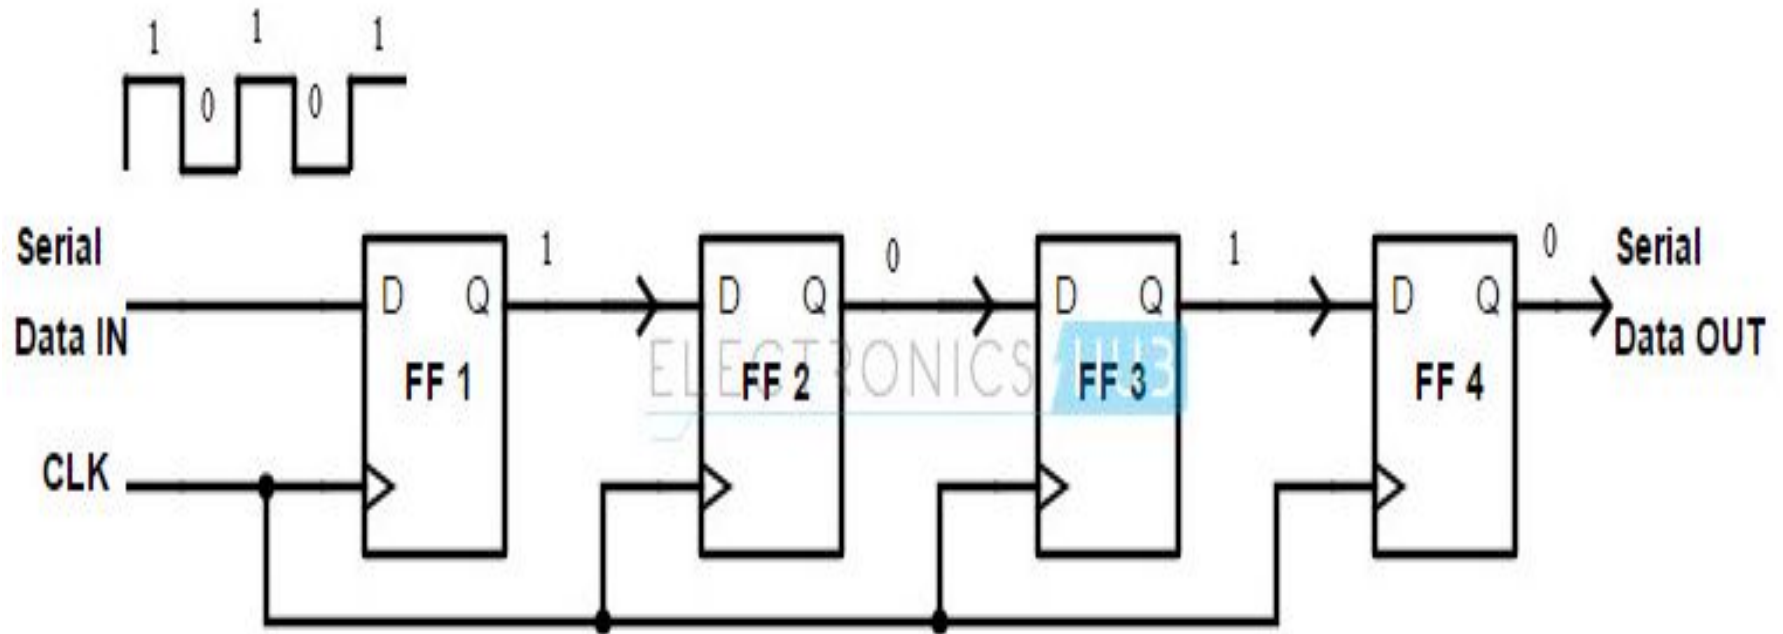 1 1 1
0 0
Serial Data IN
1 0 1 0
Serial Data OUT
D Q D Q D Q D Q
FF 1 FF 2 FF 3 FF 4
ELECTRONICS HUB
CLK